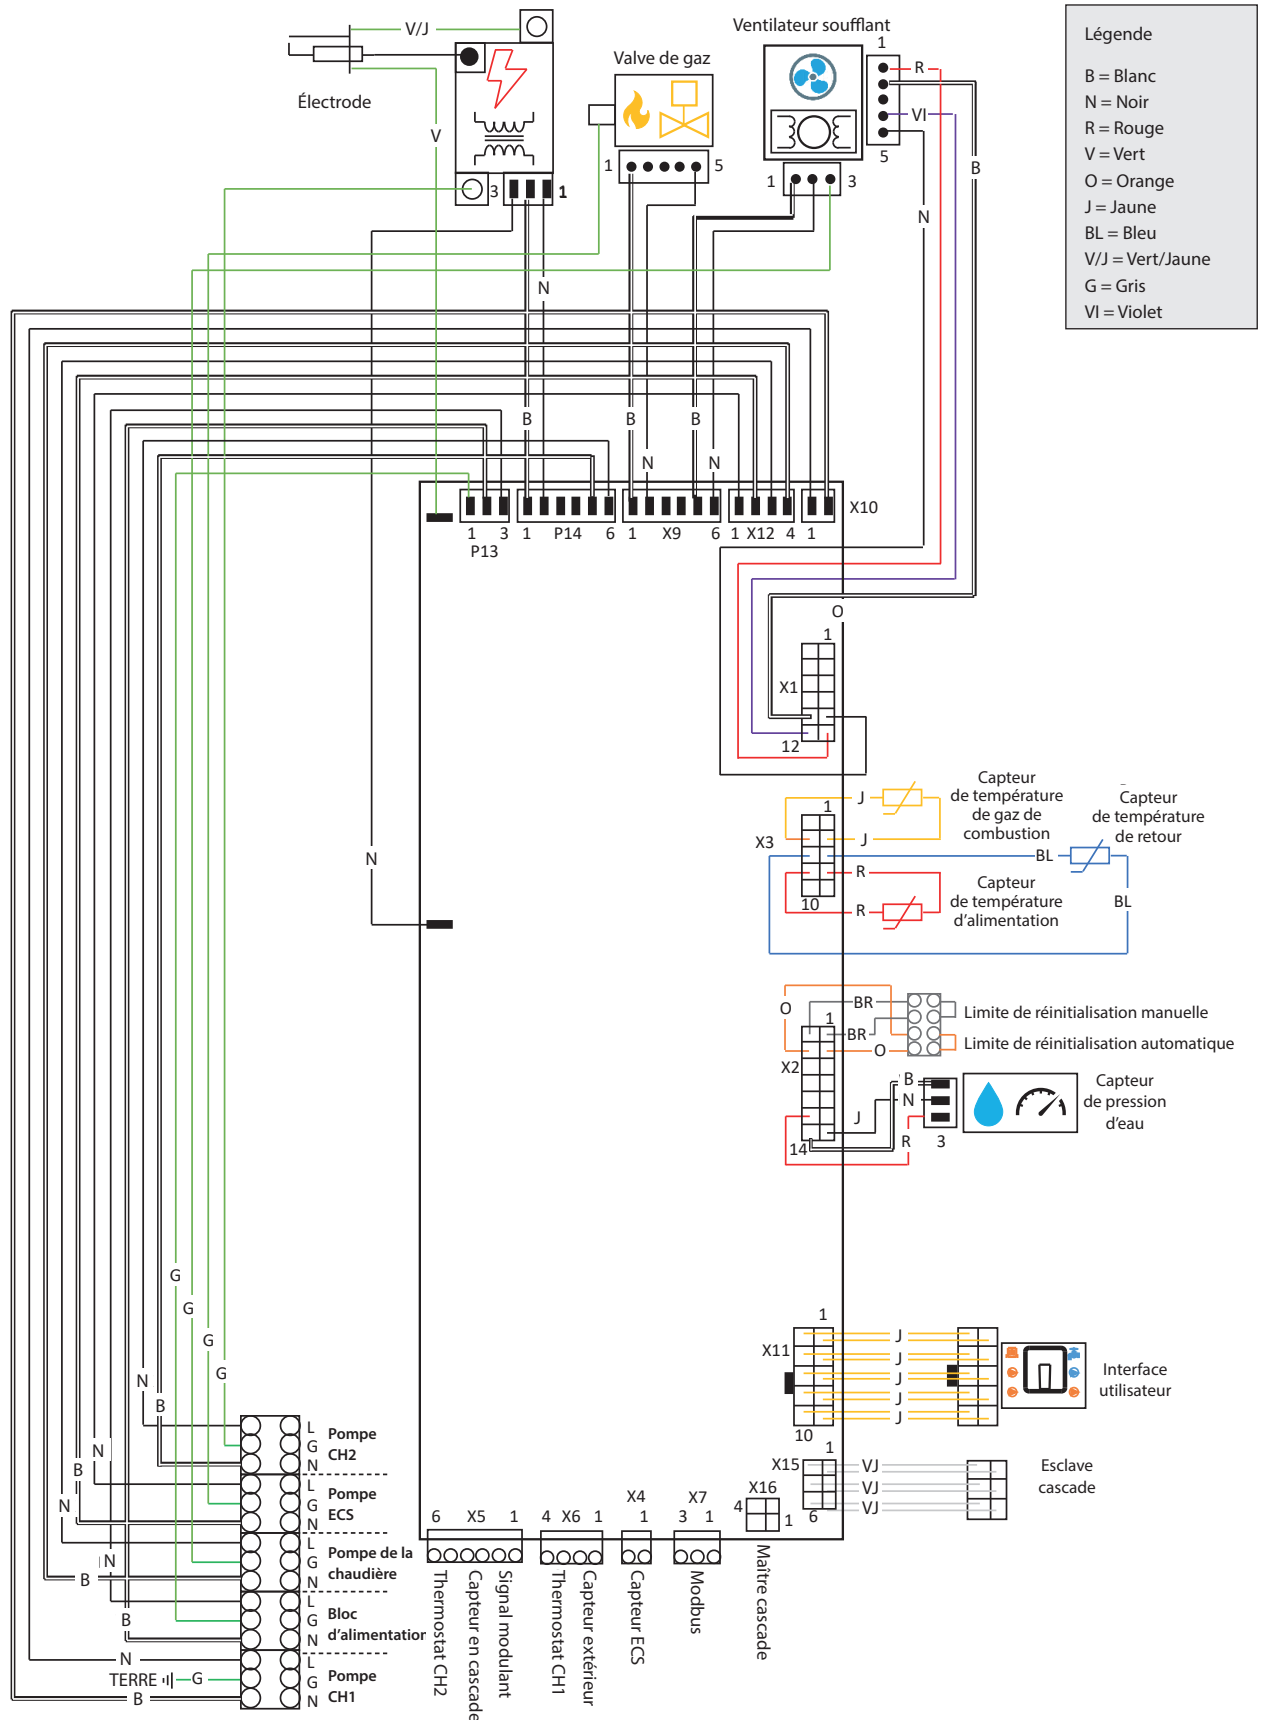 V/J
Électrode
V
3
1
Valve de gaz
1
5
Ventilateur soufflant
1
R
VI
5
1
3
B
N
Légende
B = Blanc
N = Noir
R = Rouge
V = Vert
O = Orange
J = Jaune
BL = Bleu
V/J = Vert/Jaune
G = Gris
VI = Violet
N
B
B
B
N
N
1
3
P13
1
P14
6
1
X9
6
1
X12
4
1
X10
O
1
X1
12
N
J
1
J
X3
10
R
R
BL
BL
Capteur
de température
de gaz de
combustion
Capteur
de température
de retour
Capteur
de température
d'alimentation
O
BR
1
BR
O
X2
14
Limite de réinitialisation manuelle
Limite de réinitialisation automatique
B
N
J
R
3
Capteur
de pression
d'eau
G
G
G
G
N
B
N
B
N
N
B
B
N
B
TERRE
G
L
G
N
Pompe
CH2
L
G
N
Pompe
ECS
L
G
N
Pompe de la
chaudière
L
G
N
Bloc
d'alimentation
L
G
N
Pompe
CH1
1
X11
10
J
J
J
J
J
Interface
utilisateur
1
X15
6
VJ
VJ
VJ
Esclave
cascade
X16
4
1
Maître cascade
6
X5
1
Thermostat CH2
Capteur en cascade
Signal modulant
4
X6
1
Thermostat CH1
Capteur extérieur
X4
1
Capteur ECS
X7
3
1
Modbus